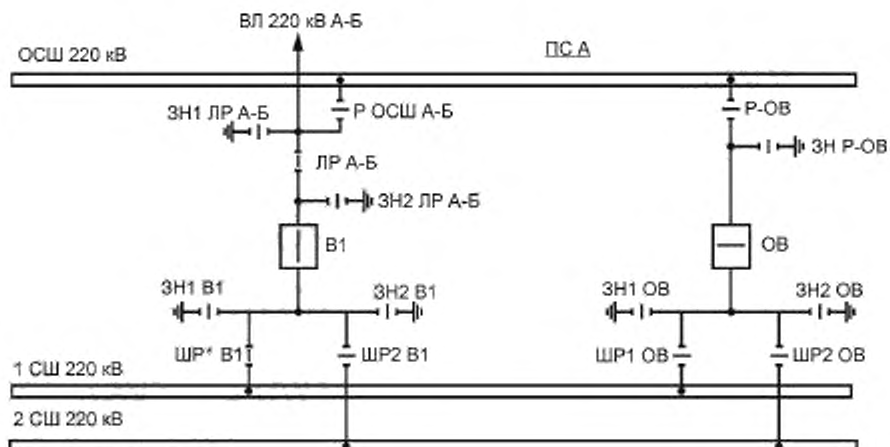 ВЛ 220 кВ А-Б
ОСШ 220 кВ
ПС А
ЗН1 ЛР А-Б
Р ОСШ А-Б
Р-ОВ
ЗН Р-ОВ
ЛР А-Б
ЗН2 ЛР А-Б
В1
ОВ
ЗН1 В1
ЗН2 В1
ЗН1 ОВ
ЗН2 ОВ
ШР* В1
ШР2 В1
ШР1 ОВ
ШР2 ОВ
1 СШ 220 кВ
2 СШ 220 кВ